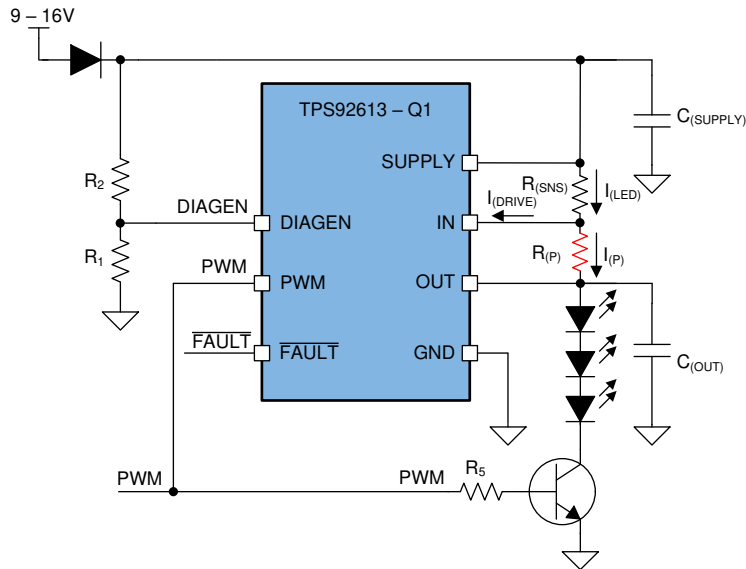 9 – 16V
TPS92613 – Q1
C(SUPPLY)
SUPPLY
R(SNS)
I(LED)
R2
I(DRIVE)
DIAGEN
DIAGEN
IN
R1
R(P)
I(P)
PWM
PWM
OUT
FAULT
FAULT
GND
C(OUT)
PWM
PWM
R5